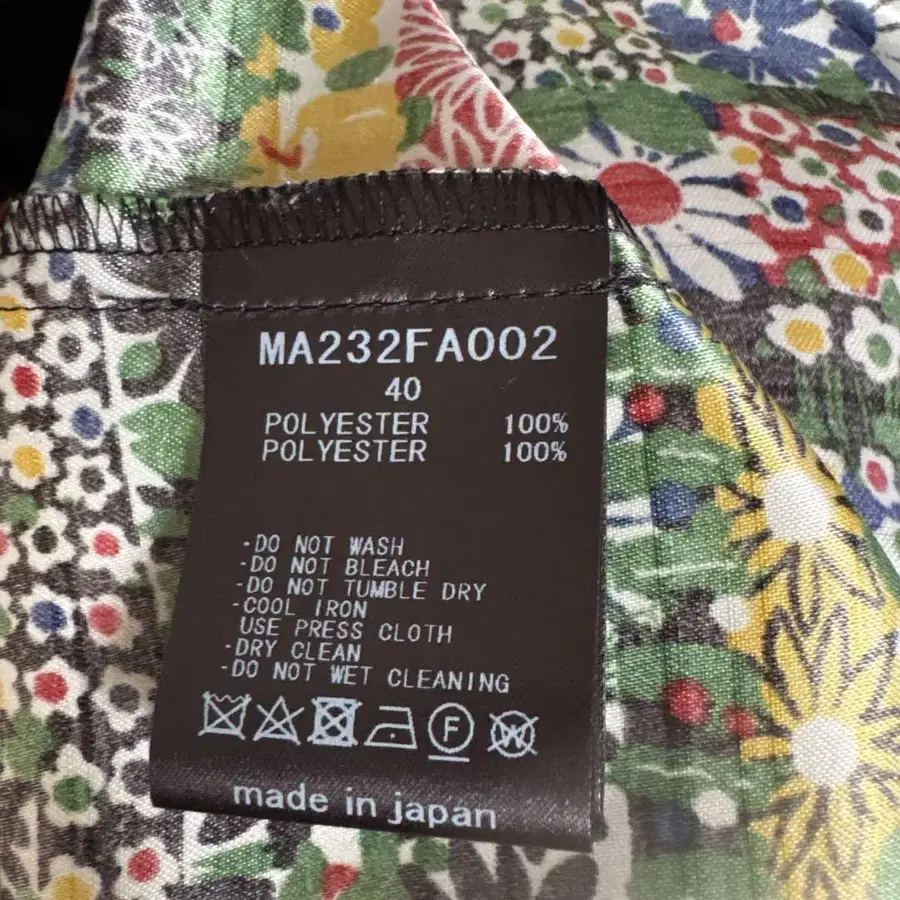 MA232FA002
40
POLYESTER 100%
POLYESTER 100%
·DO NOT WASH
·DO NOT BLEACH
·DO NOT TUMBLE DRY
·COOL IRON
USE PRESS CLOTH
·DRY CLEAN
·DO NOT WET CLEANING
F W
made in japan